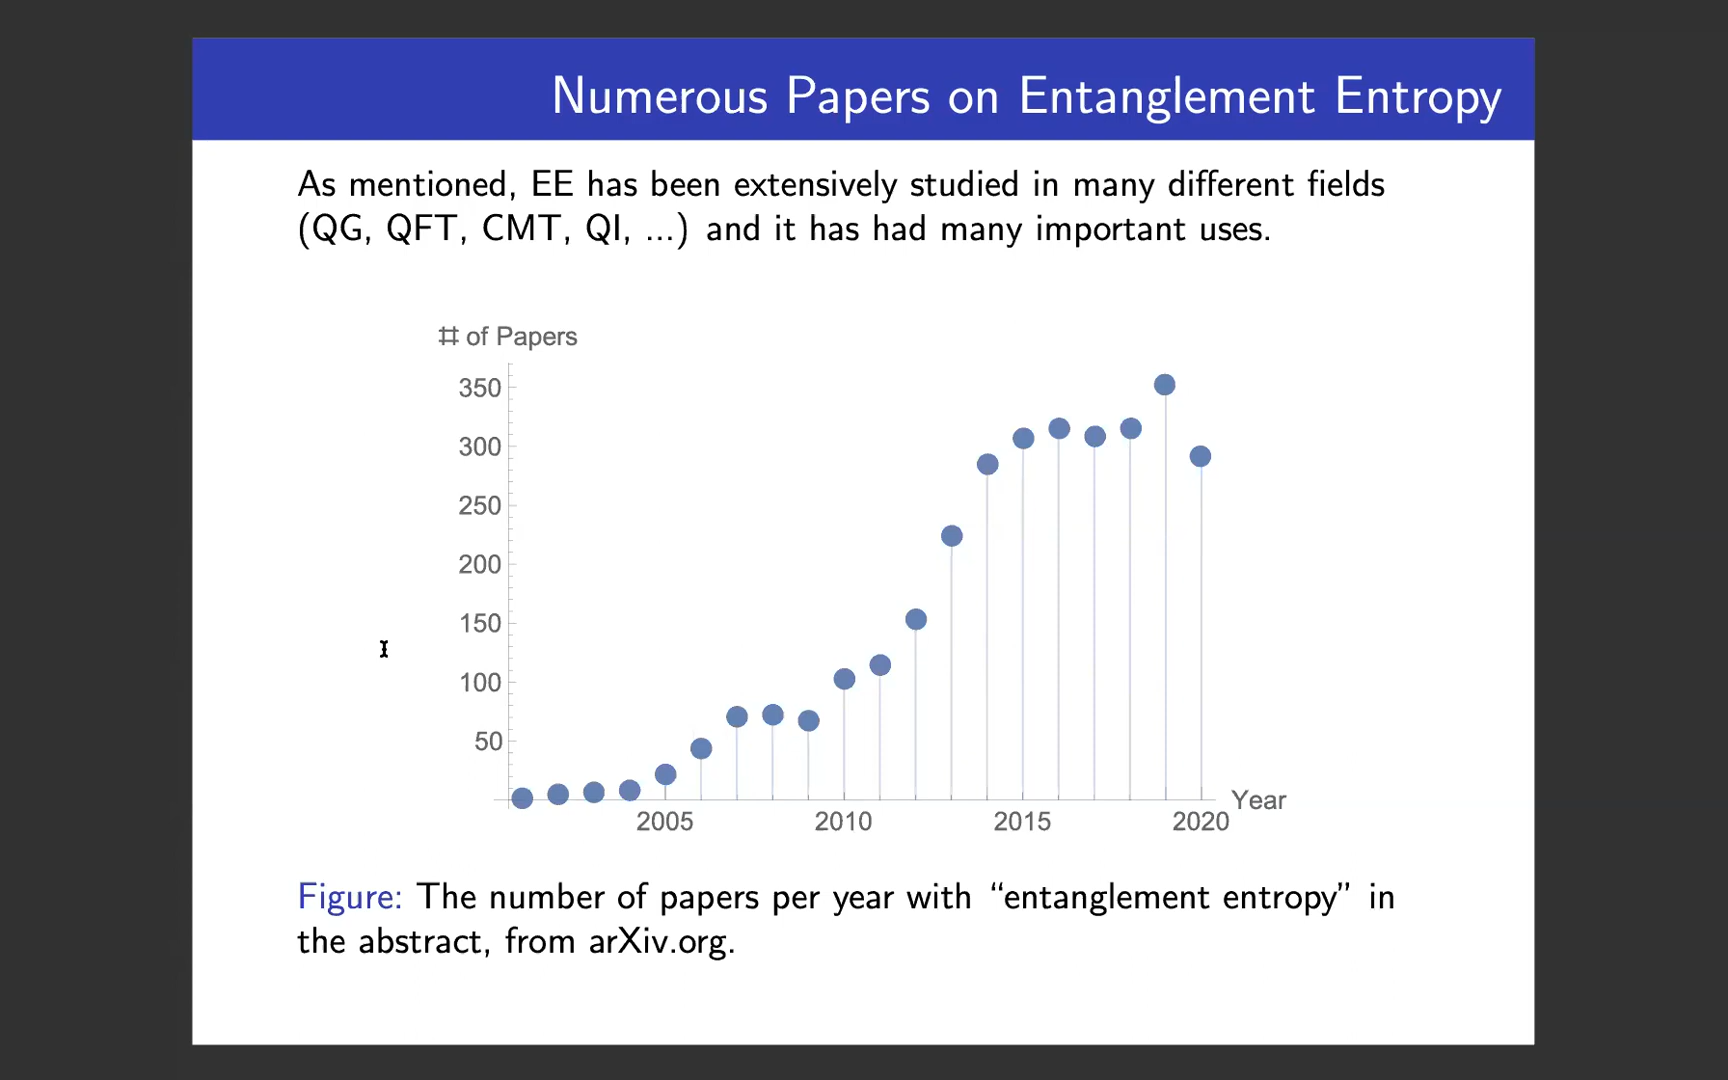 Numerous Papers on Entanglement Entropy
As mentioned, EE has been extensively studied in many different fields
(QG, QFT, CMT, QI, ...) and it has had many important uses.
# of Papers
350
300
250
200
150
100
50
Year
2005 2010 2015 2020
Figure: The number of papers per year with “entanglement entropy” in
the abstract, from arXiv.org.